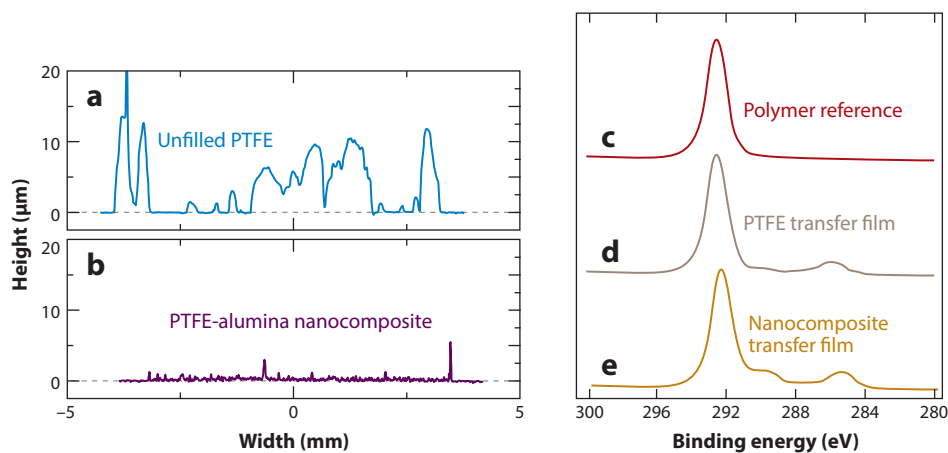 20
a
Unfilled PTFE
10
0
20
b
PTFE-alumina nanocomposite
10
0
−5
0
5
Height (μm)
Width (mm)
c
Polymer reference
PTFE transfer film
d
Nanocomposite
transfer film
e
300
296
292
288
284
280
Binding energy (eV)